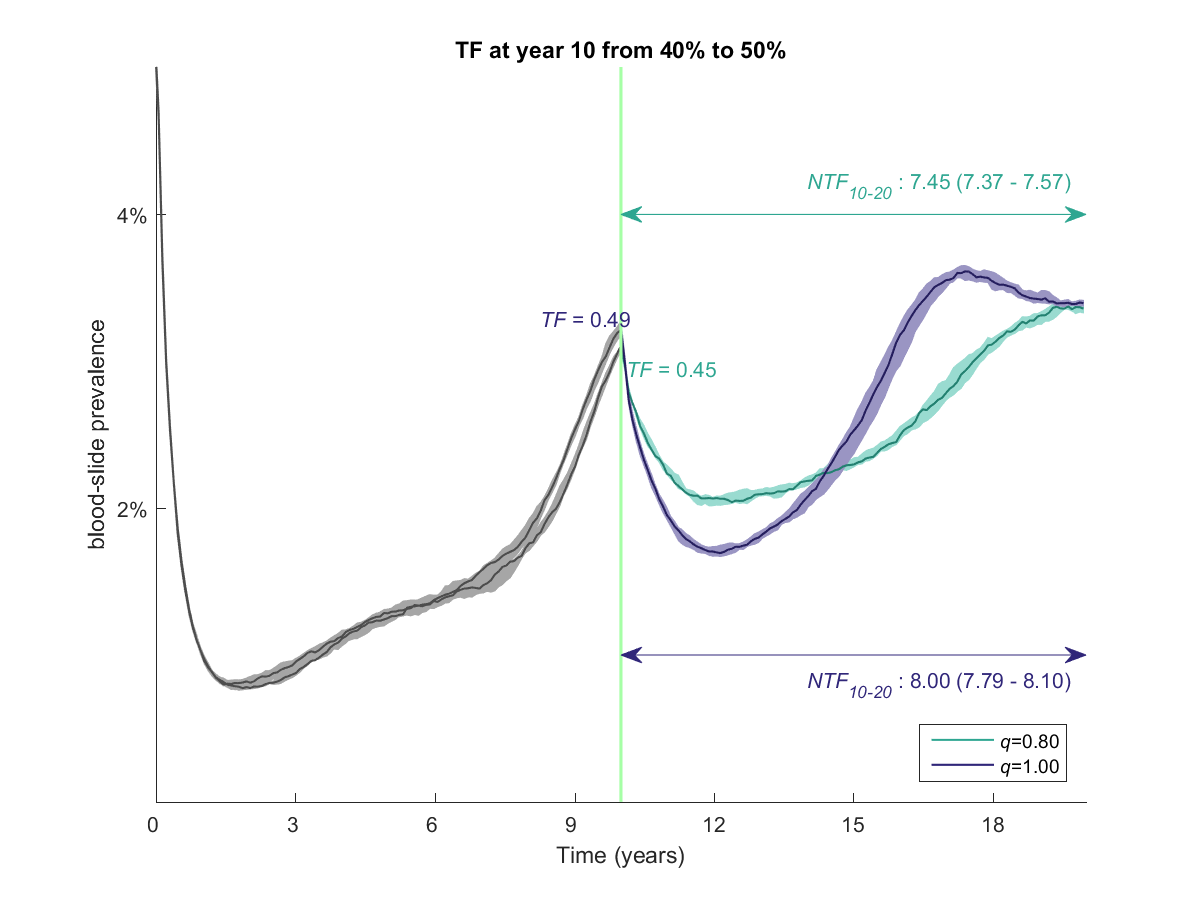 TF at year 10 from 40% to 50%
NTF10-20 : 7.45 (7.37 - 7.57)
4%
TF = 0.49
TF = 0.45
2%
blood-slide prevalence
NTF10-20 : 8.00 (7.79 - 8.10)
q=0.80
q=1.00
0 3 6 9 12 15 18
Time (years)